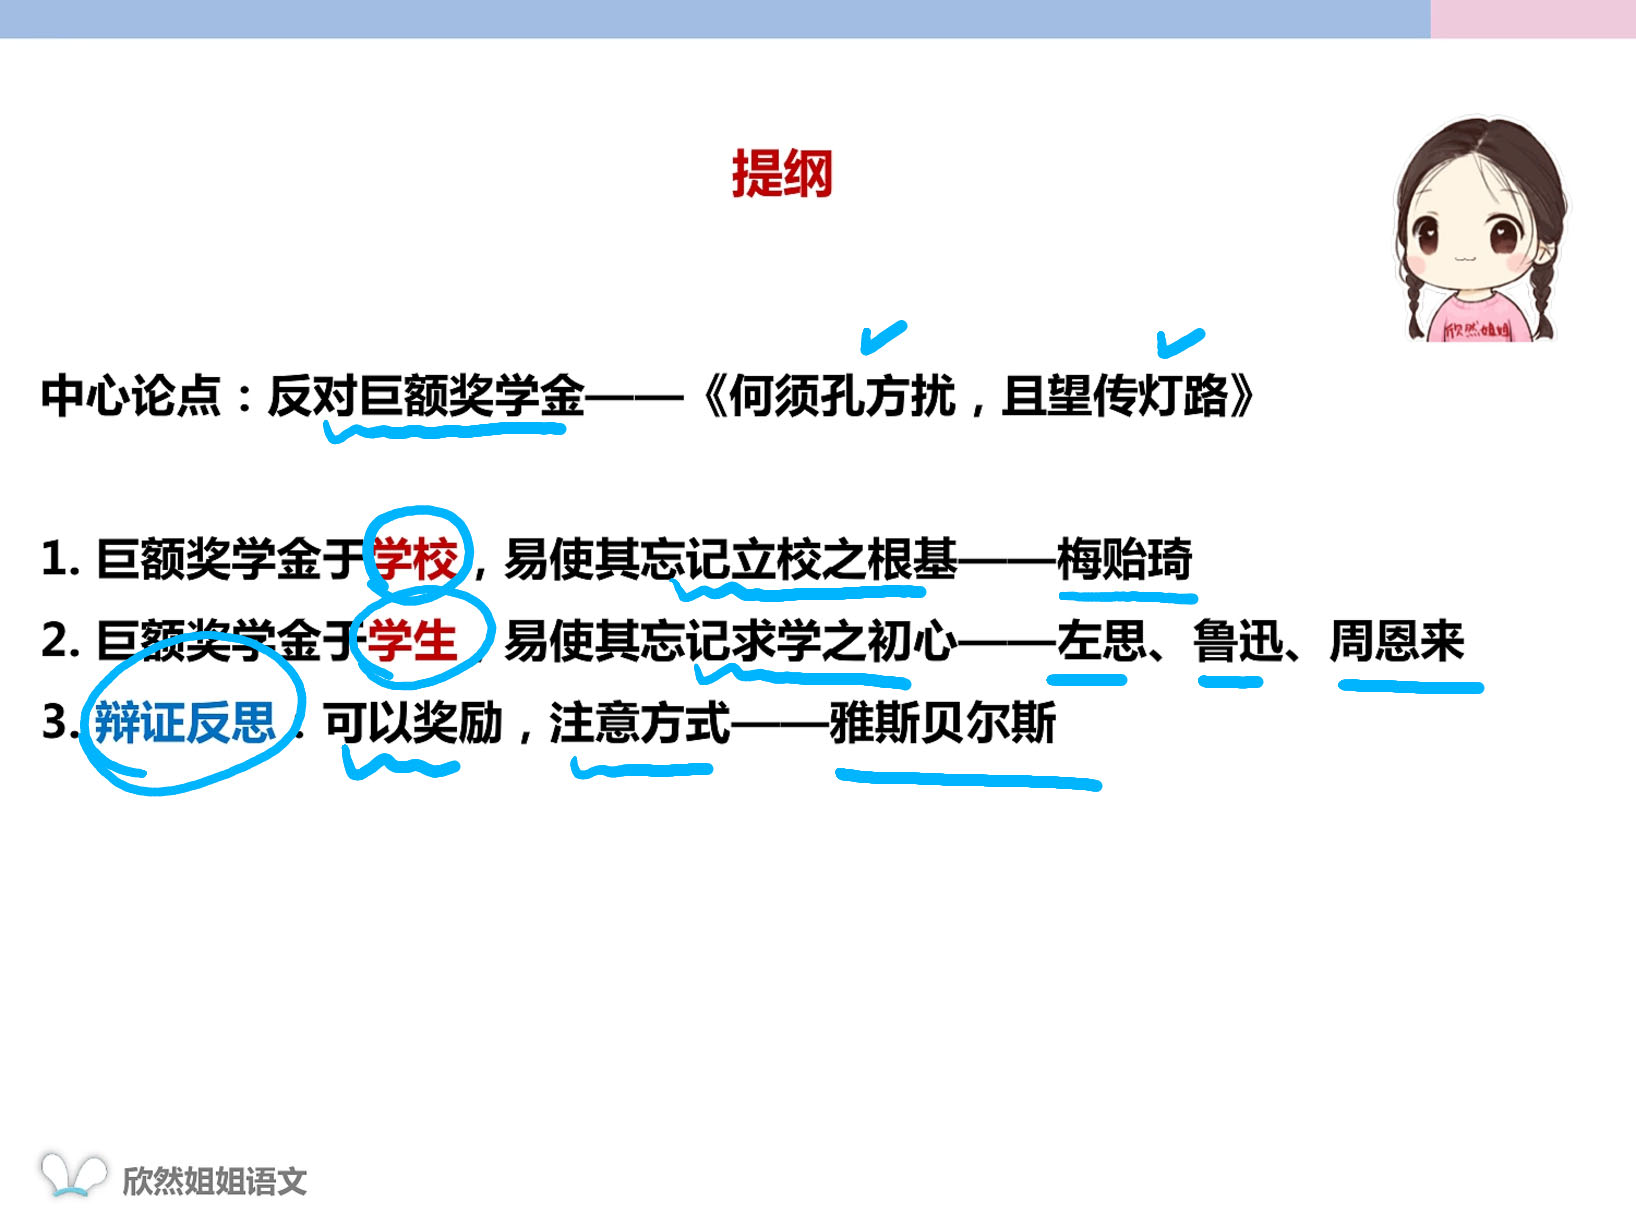 提纲
欣然姐姐
中心论点：反对巨额奖学金——《何须孔方扰，且望传灯路》
1. 巨额奖学金于学校，易使其忘记立校之根基——梅贻琦
2. 巨额奖学金于学生，易使其忘记求学之初心——左思、鲁迅、周恩来
3. 辩证反思：可以奖励，注意方式——雅斯贝尔斯
欣然姐姐语文